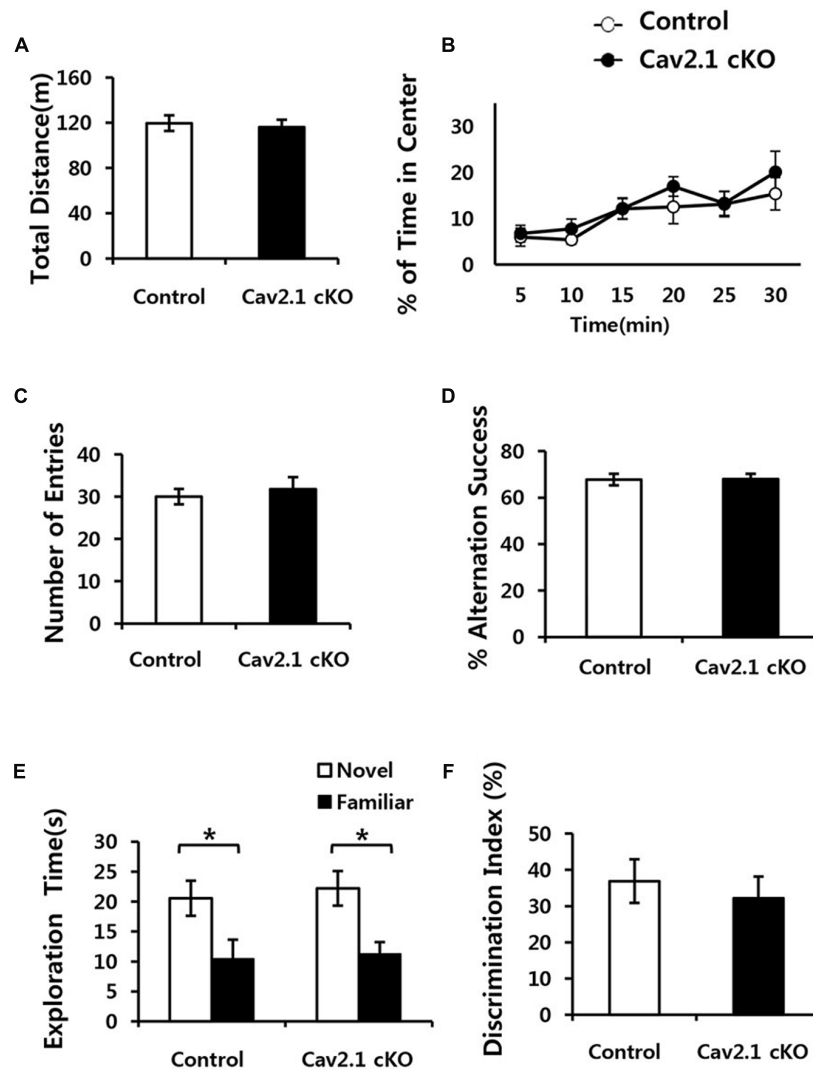 A
Total Distance(m)
160
120
80
40
0
Control
Cav2.1 cKO
B
Control
Cav2.1 cKO
% of Time in Center
30
20
10
0
5 10 15 20 25 30
Time(min)
C
Number of Entries
40
30
20
10
0
Control
Cav2.1 cKO
D
% Alternation Success
80
60
40
20
0
Control
Cav2.1 cKO
E
Novel
Familiar
Exploration Time(s)
30
25
20
15
10
5
0
*
*
Control
Cav2.1 cKO
F
Discrimination Index (%)
50
40
30
20
10
0
Control
Cav2.1 cKO